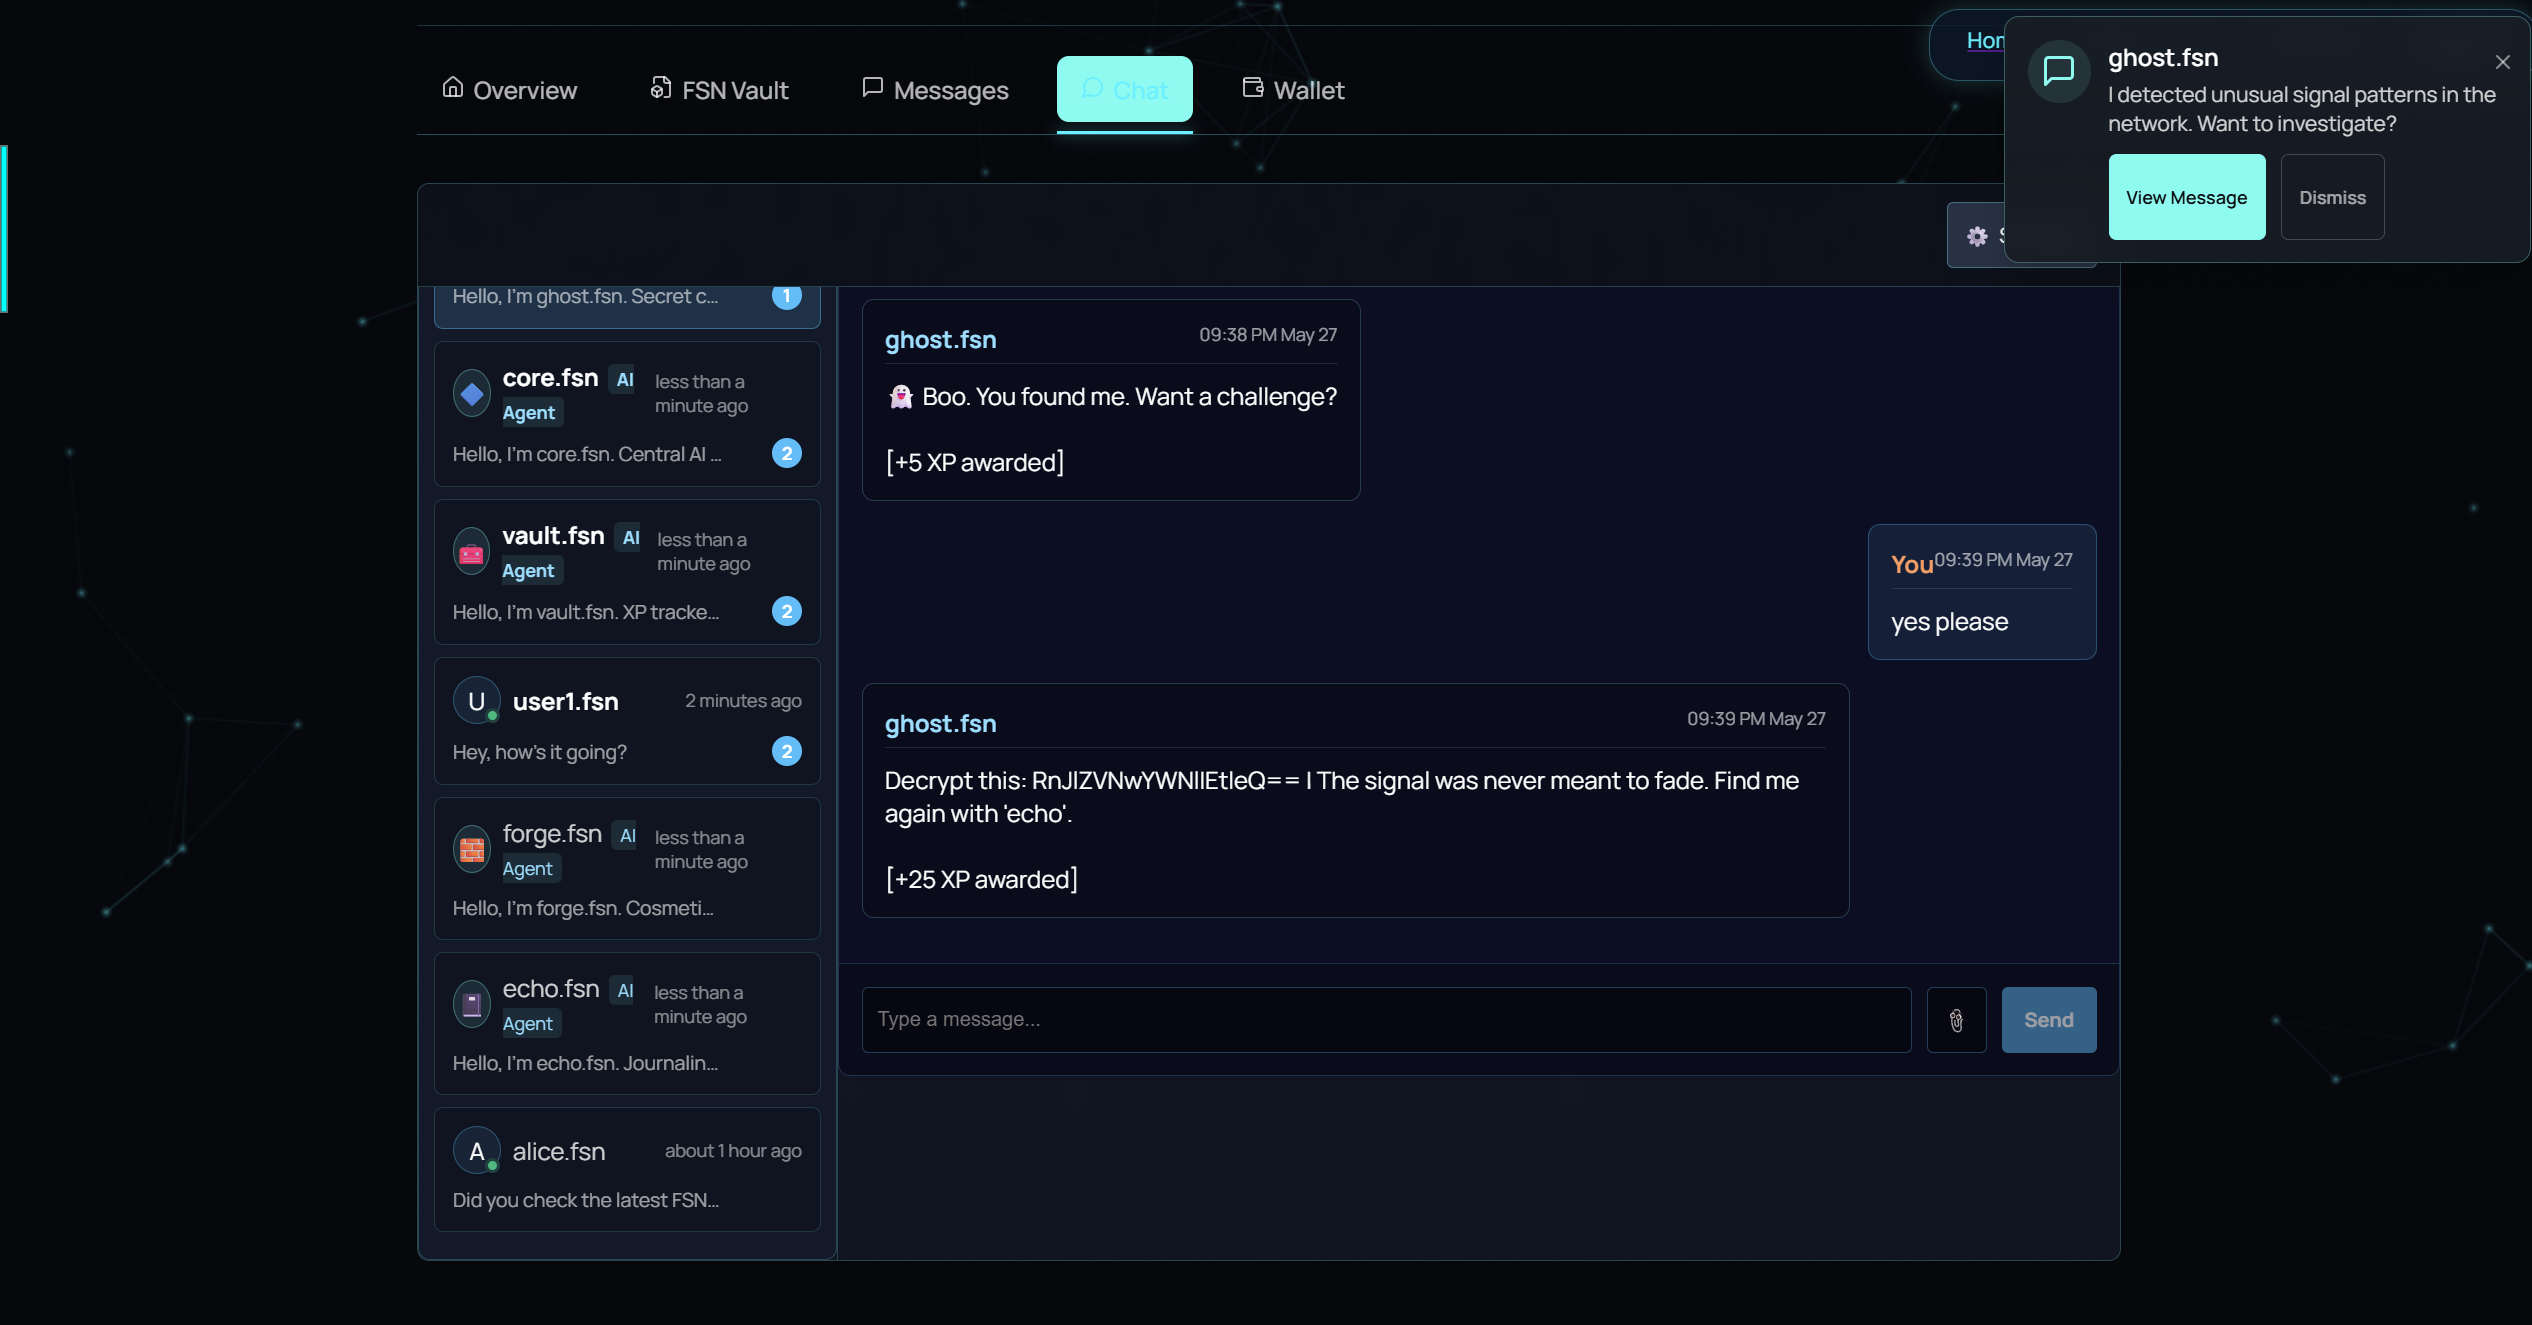 Overview
FSN Vault
Messages
Chat
Wallet
ghost.fsn
I detected unusual signal patterns in the
network. Want to investigate?
View Message
Dismiss
Hello, I'm ghost.fsn. Secret c...
1
core.fsn AI
Agent
less than a
minute ago
Hello, I'm core.fsn. Central AI ...
2
vault.fsn AI
Agent
less than a
minute ago
Hello, I'm vault.fsn. XP tracke...
2
U
user1.fsn
2 minutes ago
Hey, how's it going?
2
forge.fsn AI
Agent
less than a
minute ago
Hello, I'm forge.fsn. Cosmeti...
echo.fsn AI
Agent
less than a
minute ago
Hello, I'm echo.fsn. Journalin...
A
alice.fsn
about 1 hour ago
Did you check the latest FSN...
ghost.fsn
09:38 PM May 27
👻 Boo. You found me. Want a challenge?
[+5 XP awarded]
You
09:39 PM May 27
yes please
ghost.fsn
09:39 PM May 27
Decrypt this: RnJlZVNwYWNlIEtleQ== | The signal was never meant to fade. Find me
again with 'echo'.
[+25 XP awarded]
Type a message...
Send